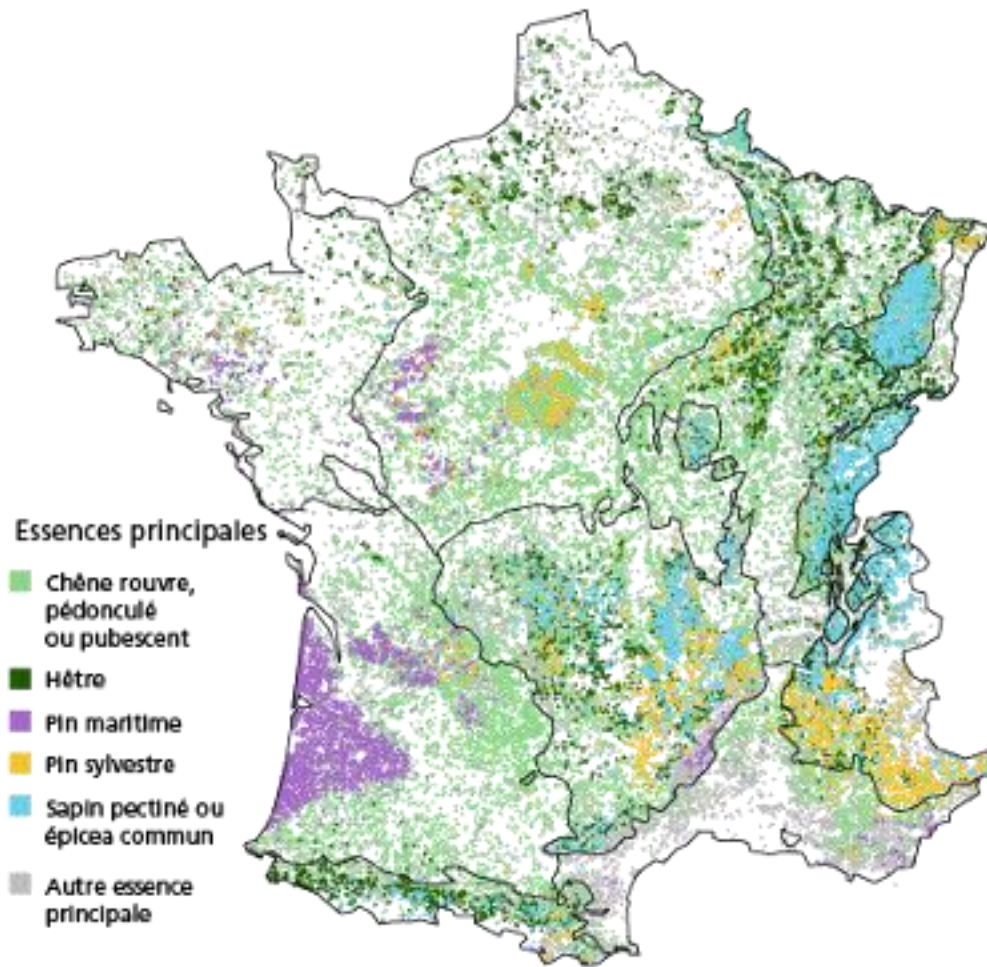 Essences principales
Chêne rouvre,
pédonculé
ou pubescent
Hêtre
Pin maritime
Pin sylvestre
Sapin pectiné ou
épicea commun
Autre essence
principale